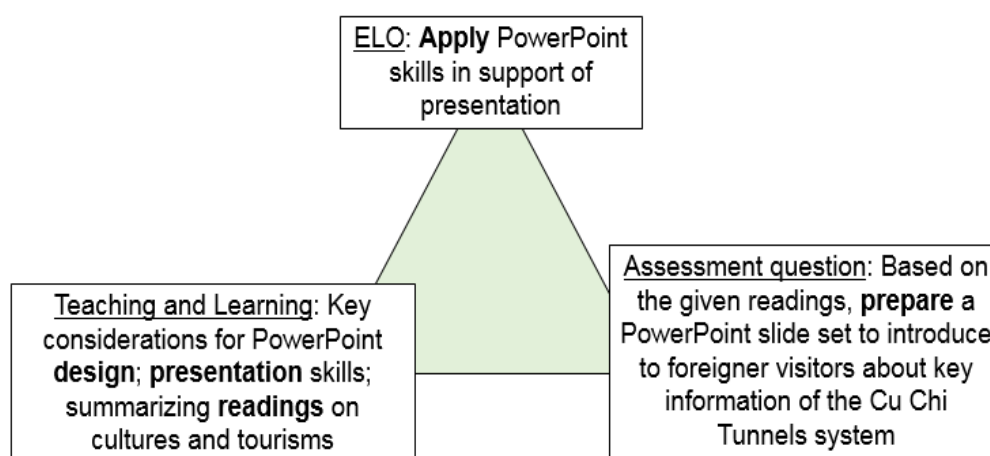 ELO: Apply PowerPoint
skills in support of
presentation
Teaching and Learning: Key
considerations for PowerPoint
design; presentation skills;
summarizing readings on
cultures and tourisms
Assessment question: Based on
the given readings, prepare a
PowerPoint slide set to introduce
to foreigner visitors about key
information of the Cu Chi
Tunnels system